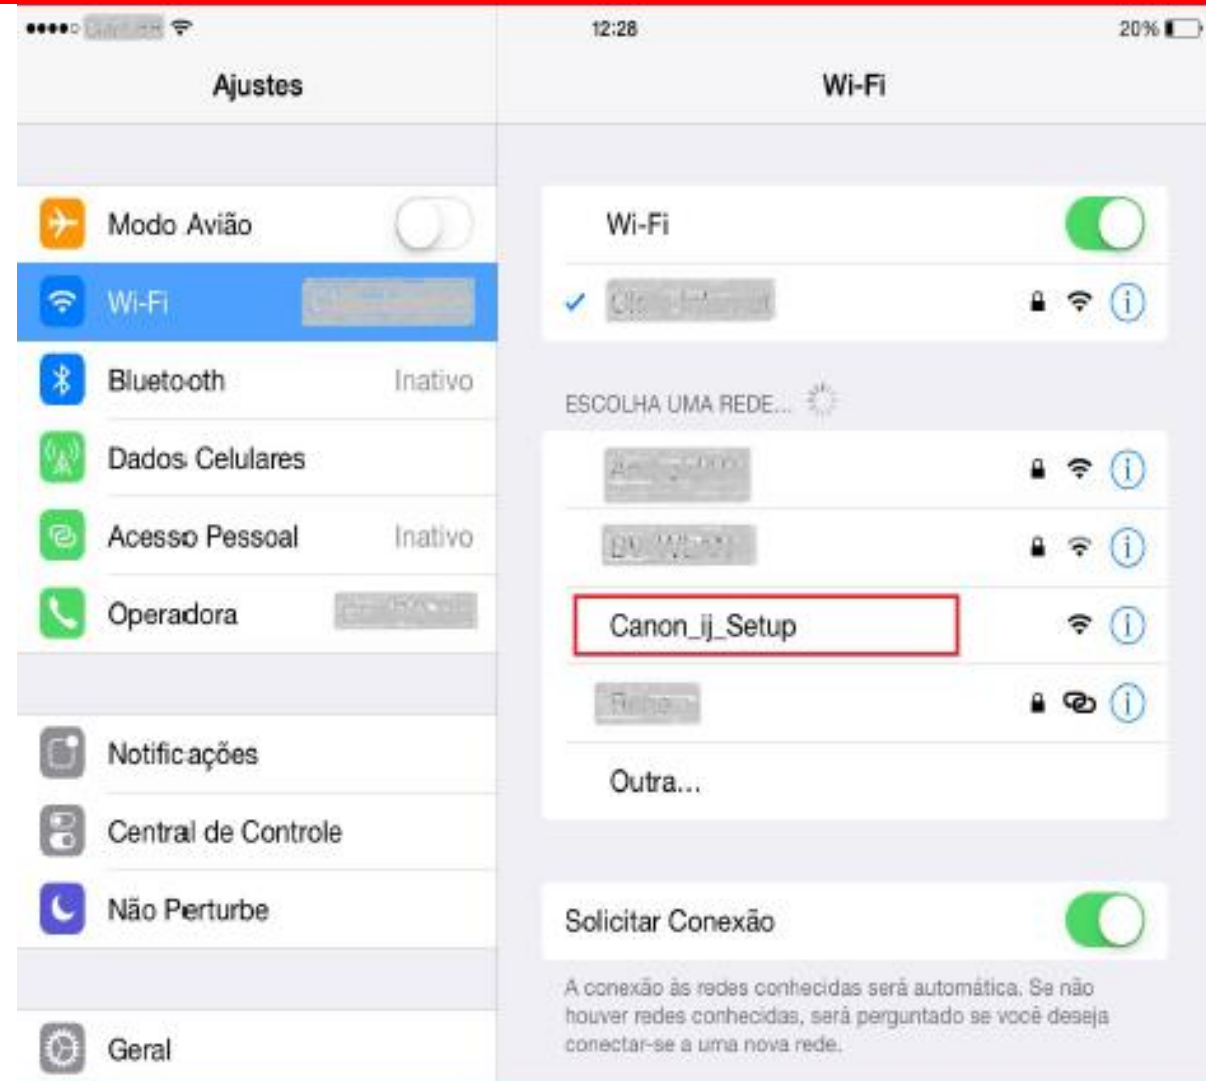 12:28
20%
Ajustes
Wi-Fi
Modo Avião
Wi-Fi
Bluetooth
Inativo
Dados Celulares
Acesso Pessoal
Inativo
Operadora
Notificações
Central de Controle
Não Perturbe
Geral
Wi-Fi
ESCOLHA UMA REDE...
Canon_ij_Setup
Outra...
Solicitar Conexão
A conexão às redes conhecidas será automática. Se não
houver redes conhecidas, será perguntado se você deseja
conectar-se a uma nova rede.